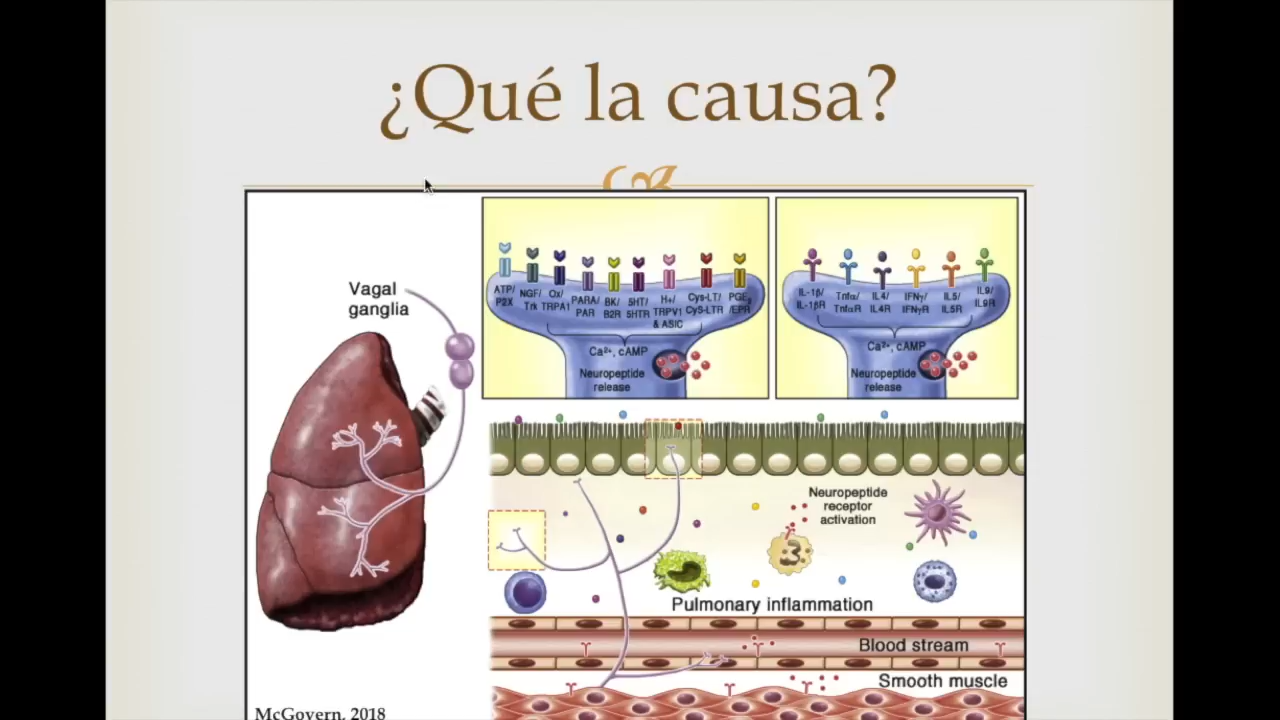 ¿Qué la causa?
Vagal
ganglia
ATP/
P2X
NGF/
Trk
Ox/
TRPA1
PARA/
PAR
BK/
B2R
5HT/
5HTR
H+/
TRPV1
& ASIC
Cys-LT/
CyS-LTR
PGE₂
/EPR
Ca²⁺, cAMP
Neuropeptide
release
IL-1β/
IL-1βR
Tnfα/
TnfαR
IL4/
IL4R
IFNγ/
IFNγR
IL5/
IL5R
IL9/
IL9R
Ca²⁺, cAMP
Neuropeptide
release
Neuropeptide
receptor
activation
Pulmonary inflammation
Blood stream
Smooth muscle
McGovern, 2018